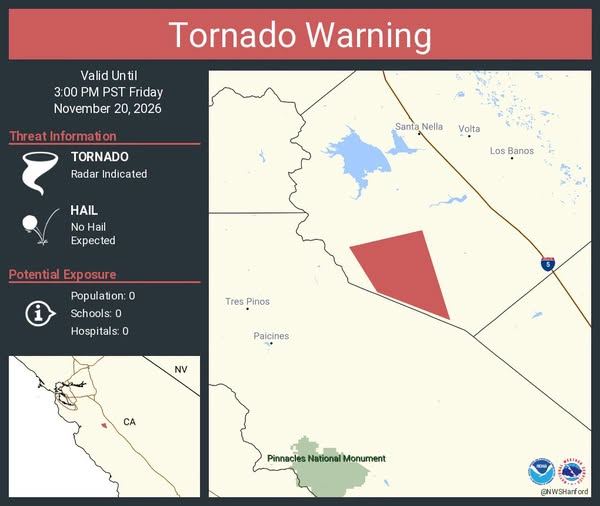 Tornado Warning
Valid Until
3:00 PM PST Friday
November 20, 2026
Threat Information
TORNADO
Radar Indicated
HAIL
No Hail
Expected
Potential Exposure
Population: 0
Schools: 0
Hospitals: 0
NV
CA
Santa Nella
Volta
Los Banos
5
Tres Pinos
Paicines
Pinnacles National Monument
NOAA
@NWSHanford